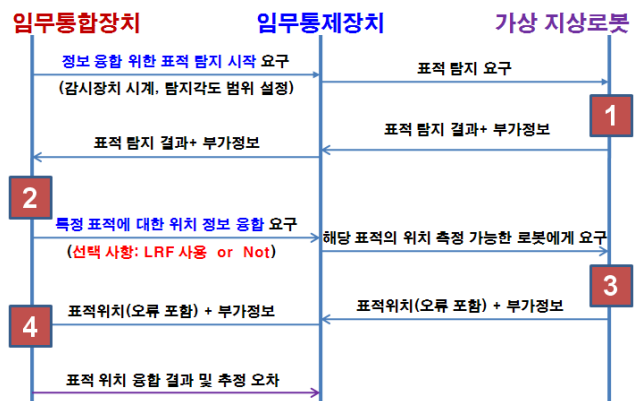 임무통합장치 임무통제장치 가상 지상로봇
정보 융합 위한 표적 탐지 시작 요구
(감시장치 시계, 탐지각도 범위 설정)
표적 탐지 요구
1
표적 탐지 결과+ 부가정보
표적 탐지 결과+ 부가정보
2
특정 표적에 대한 위치 정보 융합 요구
(선택 사항: LRF 사용 or Not)
해당 표적의 위치 측정 가능한 로봇에게 요구
3
표적위치(오류 포함) + 부가정보
표적위치(오류 포함) + 부가정보
4
표적 위치 융합 결과 및 추정 오차